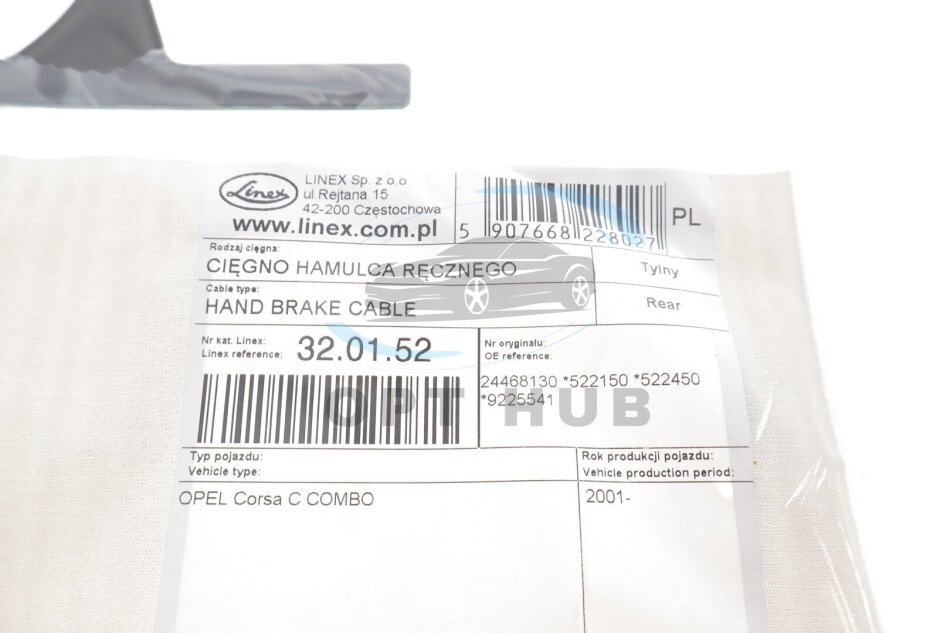 Linex
LINEX Sp. z o.o.
ul.Rejtana 15
42-200 Częstochowa
www.linex.com.pl
5 907668 228027
PL
Rodzaj cięgna:
CIĘGNO HAMULCA RĘCZNEGO
Tylny
Cable type:
HAND BRAKE CABLE
Rear
Nr kat. Linex:
Linex reference:
32.01.52
Nr oryginału:
OE reference:
24468130 *522150 *522450
*9225541
OPT HUB
Typ pojazdu:
Vehicle type:
Rok produkcji pojazdu:
Vehicle production period:
OPEL Corsa C COMBO
2001-